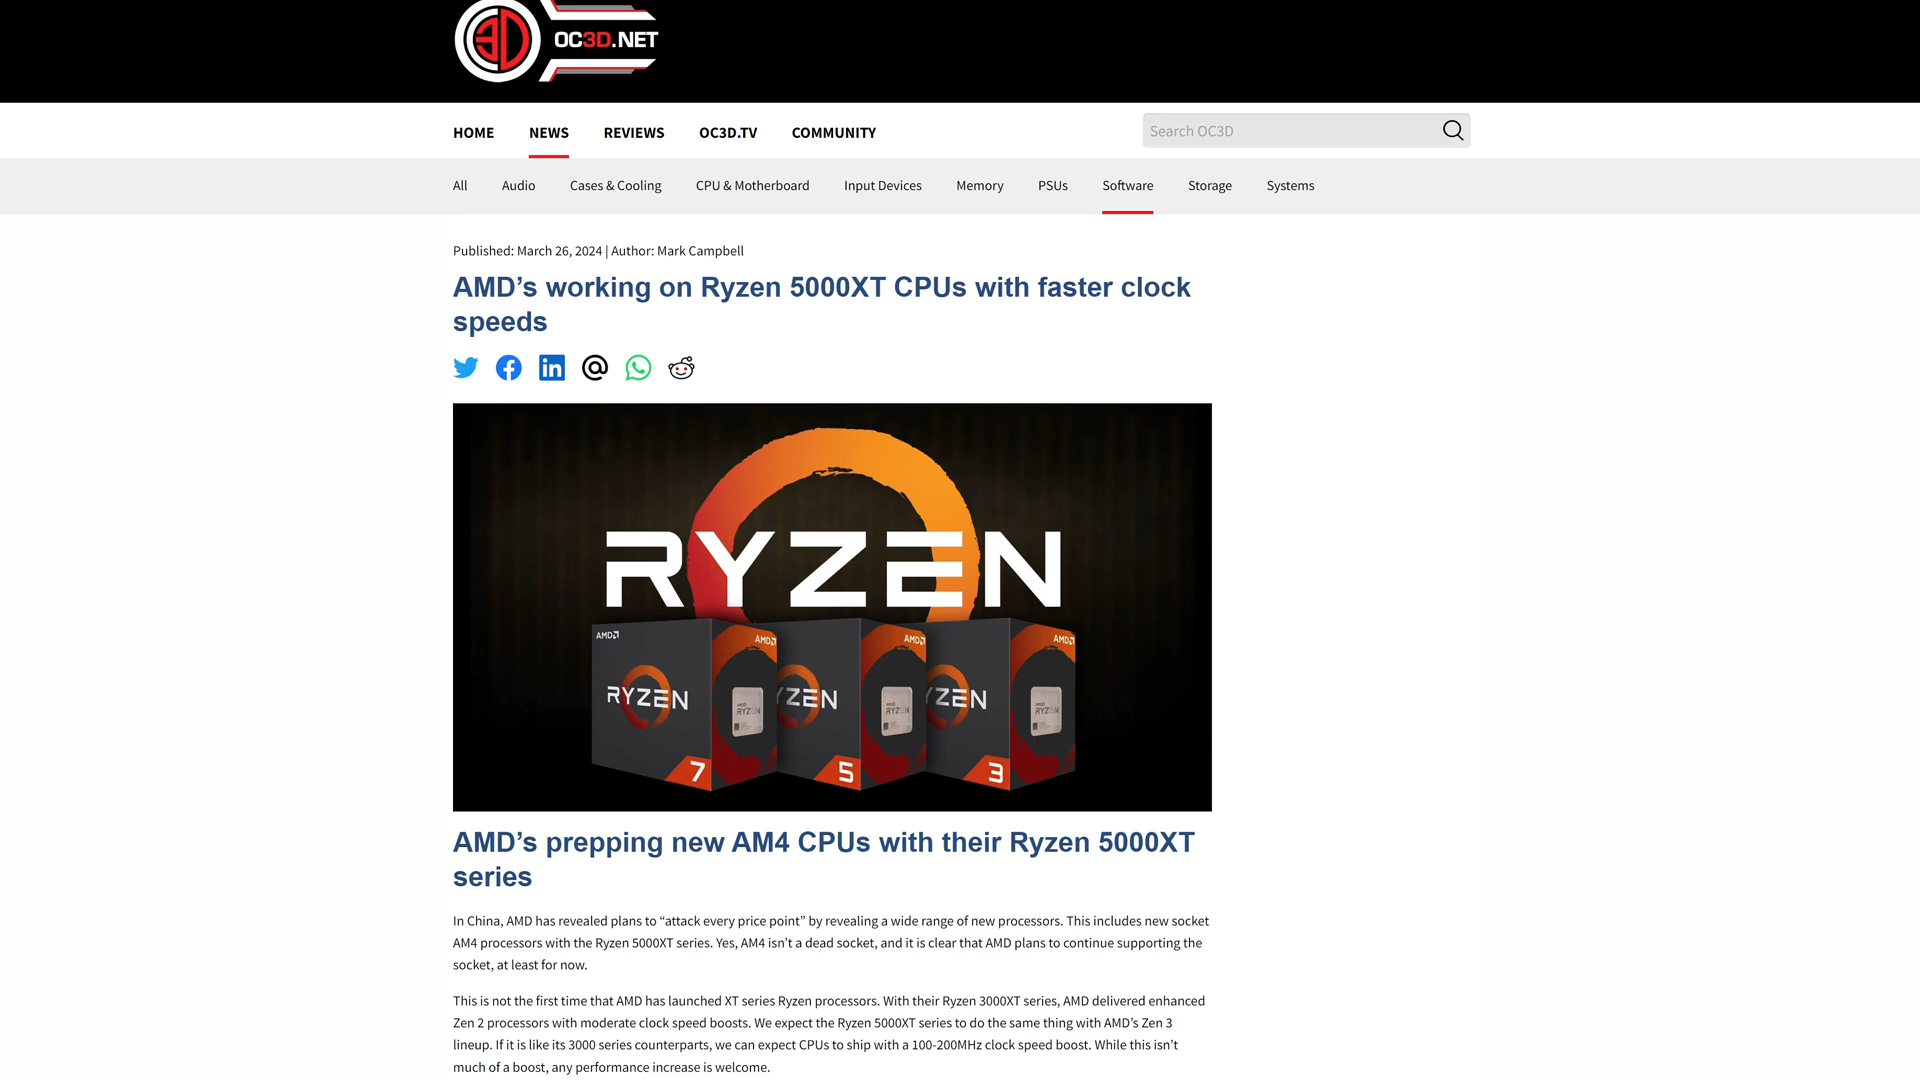 OC3D.NET
HOME NEWS REVIEWS OC3D.TV COMMUNITY
Search OC3D
All Audio Cases & Cooling CPU & Motherboard Input Devices Memory PSUs Software Storage Systems
Published: March 26, 2024 | Author: Mark Campbell
AMD’s working on Ryzen 5000XT CPUs with faster clock
speeds
RYZEN
AMD AMD AMD AMD
RYZEN RYZEN RYZEN
AMD RYZEN AMD RYZEN AMD RYZEN
7 5 3
AMD’s prepping new AM4 CPUs with their Ryzen 5000XT
series
In China, AMD has revealed plans to “attack every price point” by revealing a wide range of new processors. This includes new socket
AM4 processors with the Ryzen 5000XT series. Yes, AM4 isn’t a dead socket, and it is clear that AMD plans to continue supporting the
socket, at least for now.
This is not the first time that AMD has launched XT series Ryzen processors. With their Ryzen 3000XT series, AMD delivered enhanced
Zen 2 processors with moderate clock speed boosts. We expect the Ryzen 5000XT series to do the same thing with AMD’s Zen 3
lineup. If it is like its 3000 series counterparts, we can expect CPUs to ship with a 100-200MHz clock speed boost. While this isn’t
much of a boost, any performance increase is welcome.